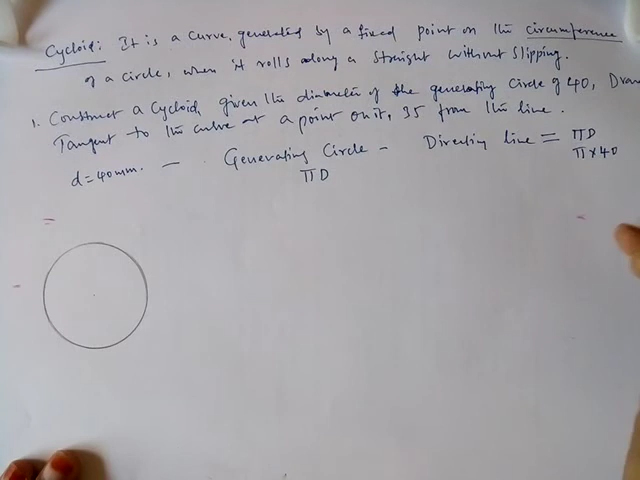 Cycloid: It is a curve, generated by a fixed point on the circumference
of a circle, when it rolls along a straight without slipping.
1. Construct a cycloid, given the diameter of the generating circle of 40, Draw
Tangent to the curve at a point on it, 35 from the line.
d=40mm. — Generating Circle - Directing line = πD
πD π×40